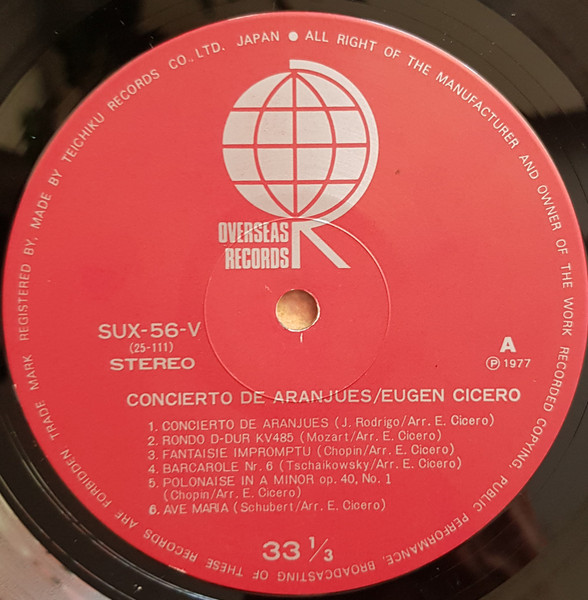 TRADE MARK REGISTERED BY, MADE BY TEICHIKU RECORDS CO., LTD. JAPAN ● ALL RIGHT OF THE MANUFACTURER AND OWNER OF THE WORK RECORDED COPYING, PUBLIC PERFORMANCE, BROADCASTING OF THESE RECORDS ARE FORBIDDEN
OVERSEAS
RECORDS
SUX-56-V
(25-111)
STEREO
A
Ⓟ 1977
CONCIERTO DE ARANJUES/EUGEN CICERO
1. CONCIERTO DE ARANJUES (J. Rodrigo/Arr. E. Cicero)
2. RONDO D-DUR KV485 (Mozart/Arr. E. Cicero)
3. FANTAISIE IMPROMPTU (Chopin/Arr. E. Cicero)
4. BARCAROLE Nr. 6 (Tschaikowsky/Arr. E. Cicero)
5. POLONAISE IN A MINOR op. 40, No. 1
(Chopin/Arr. E. Cicero)
6. AVE MARIA (Schubert/Arr. E. Cicero)
33 1/3